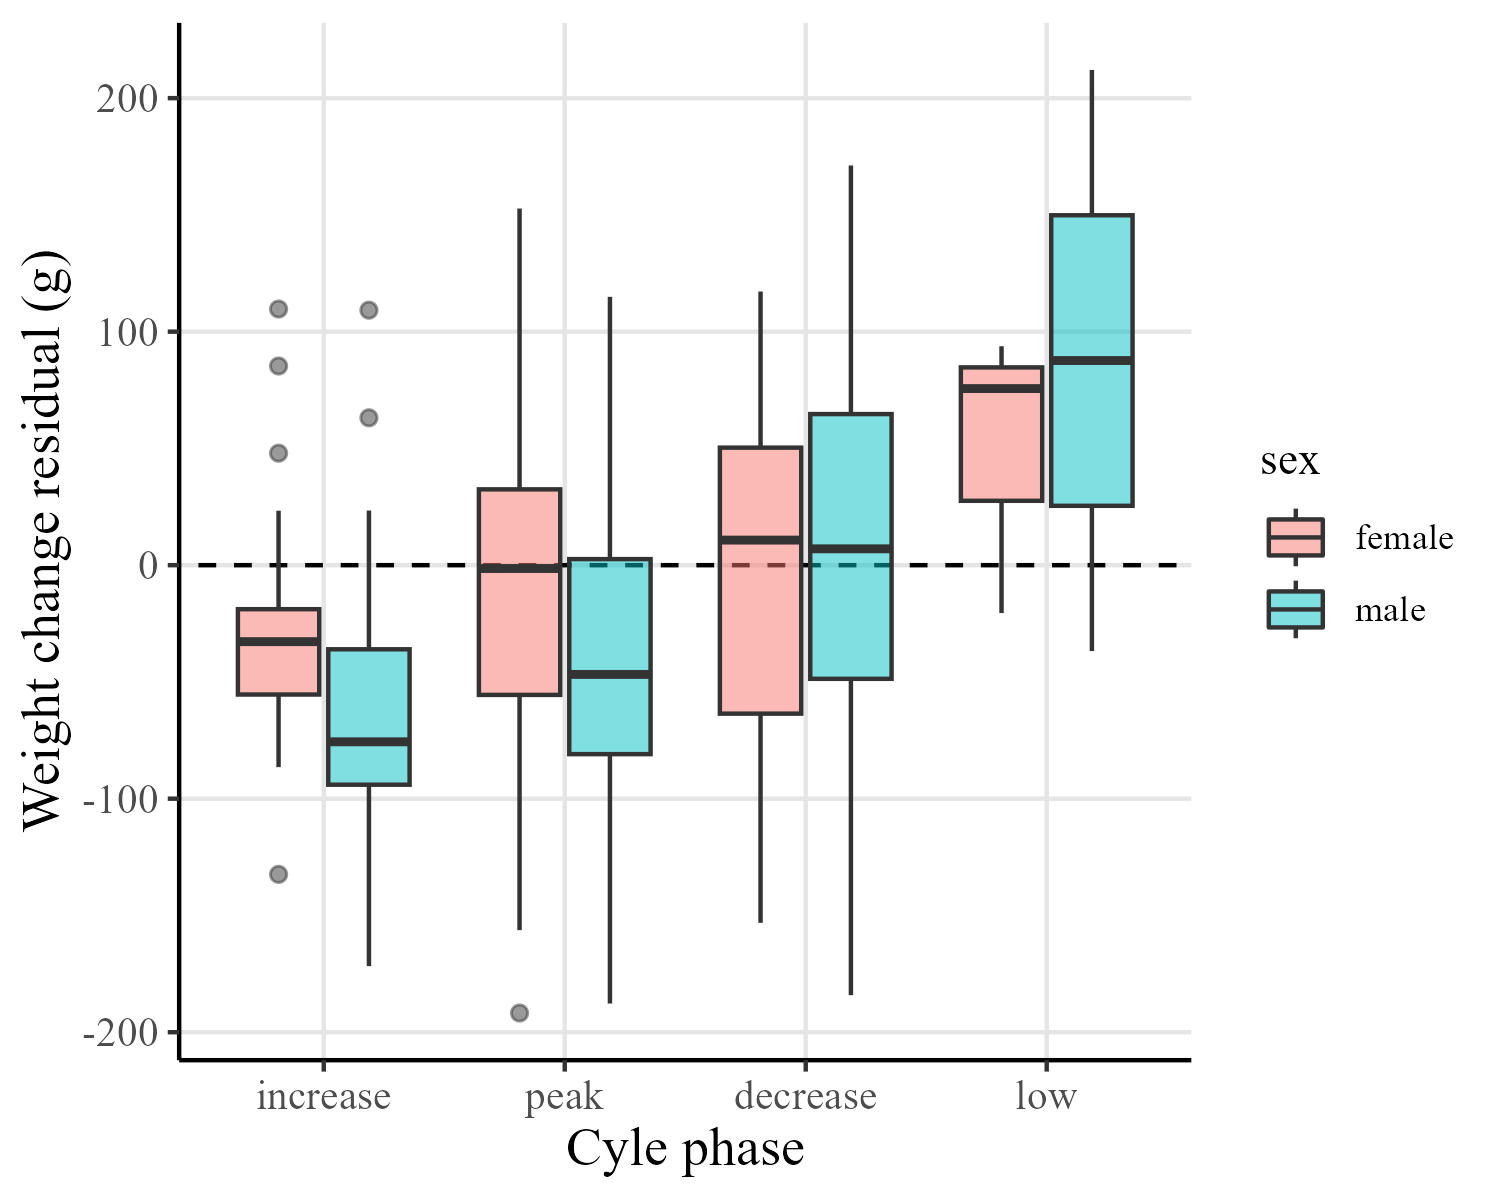 Weight change residual (g)
200
100
0
-100
-200
increase peak decrease low
Cyle phase
sex
female
male